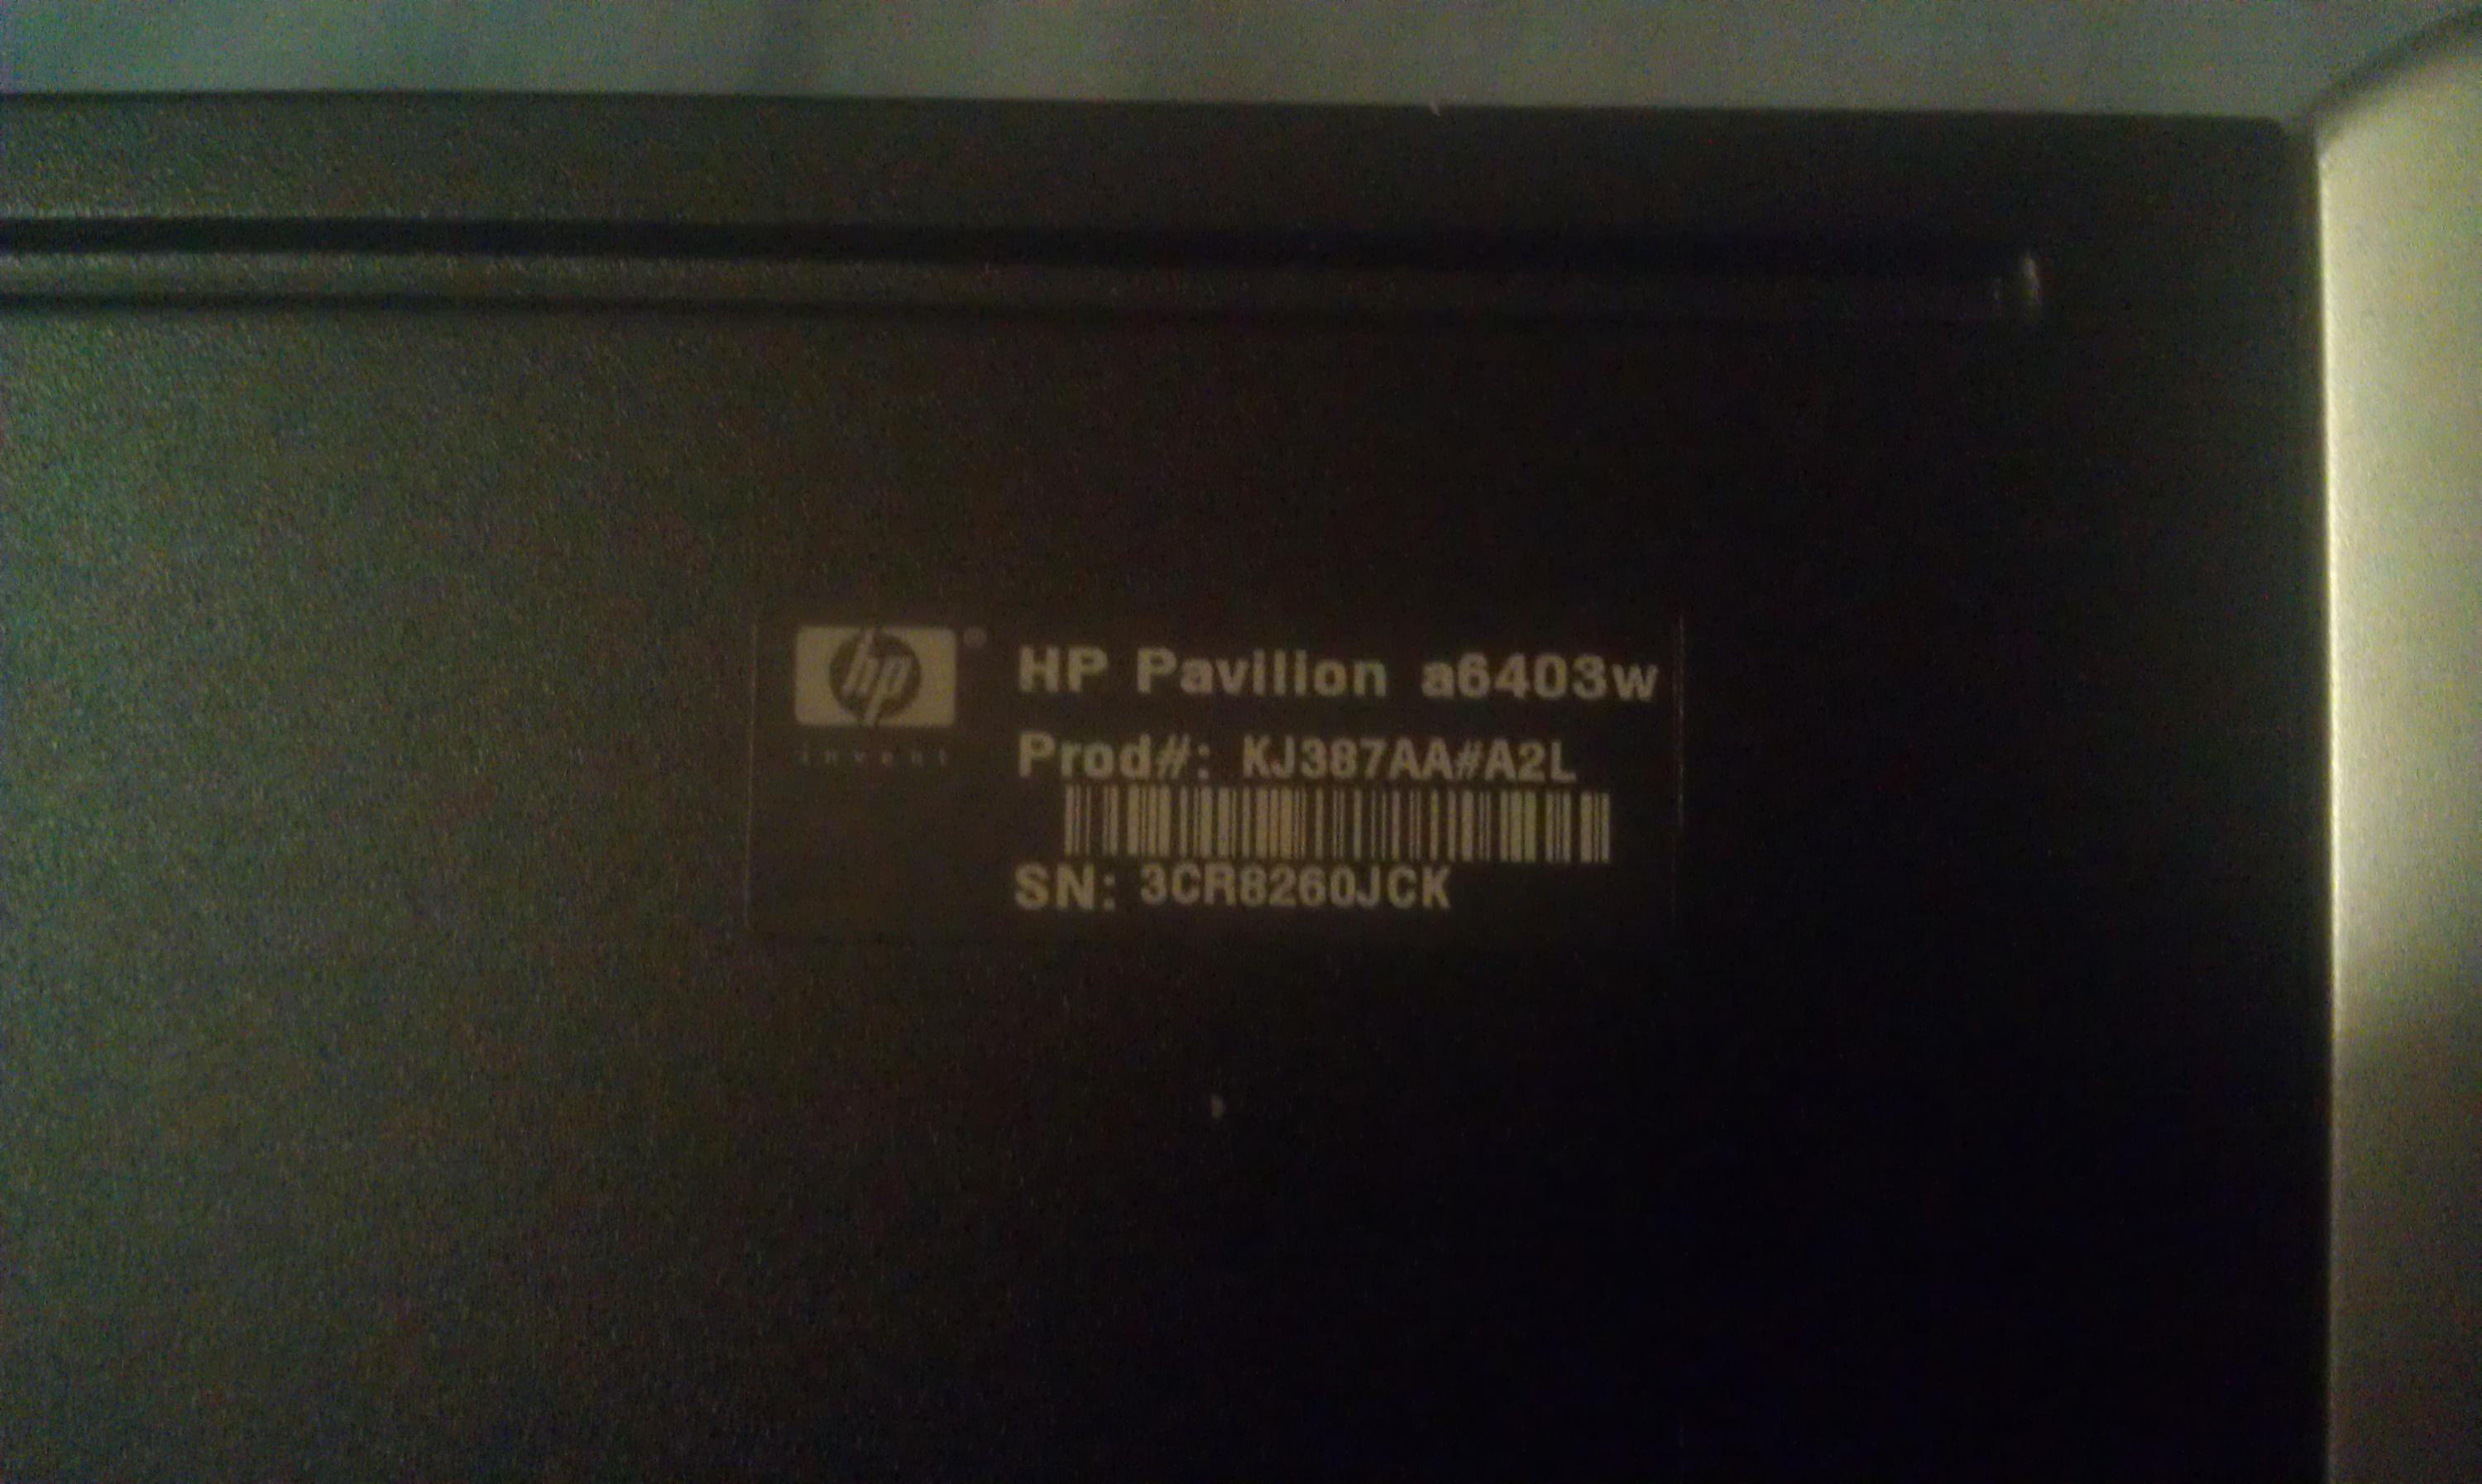 hp®
invent
HP Pavilion a6403w
Prod#: KJ387AA#A2L
SN: 3CR8260JCK